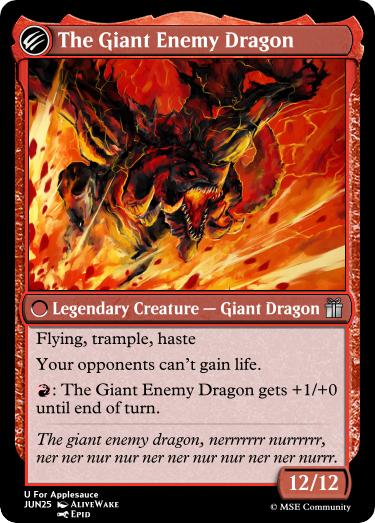 The Giant Enemy Dragon
Legendary Creature — Giant Dragon
Flying, trample, haste
Your opponents can't gain life.
: The Giant Enemy Dragon gets +1/+0
until end of turn.
The giant enemy dragon, nerrrrrr nurrrrr,
ner ner nur nur ner ner nur nur ner ner nurr.
12/12
U For Applesauce
JUN25 AliveWake
Epid
© MSE Community